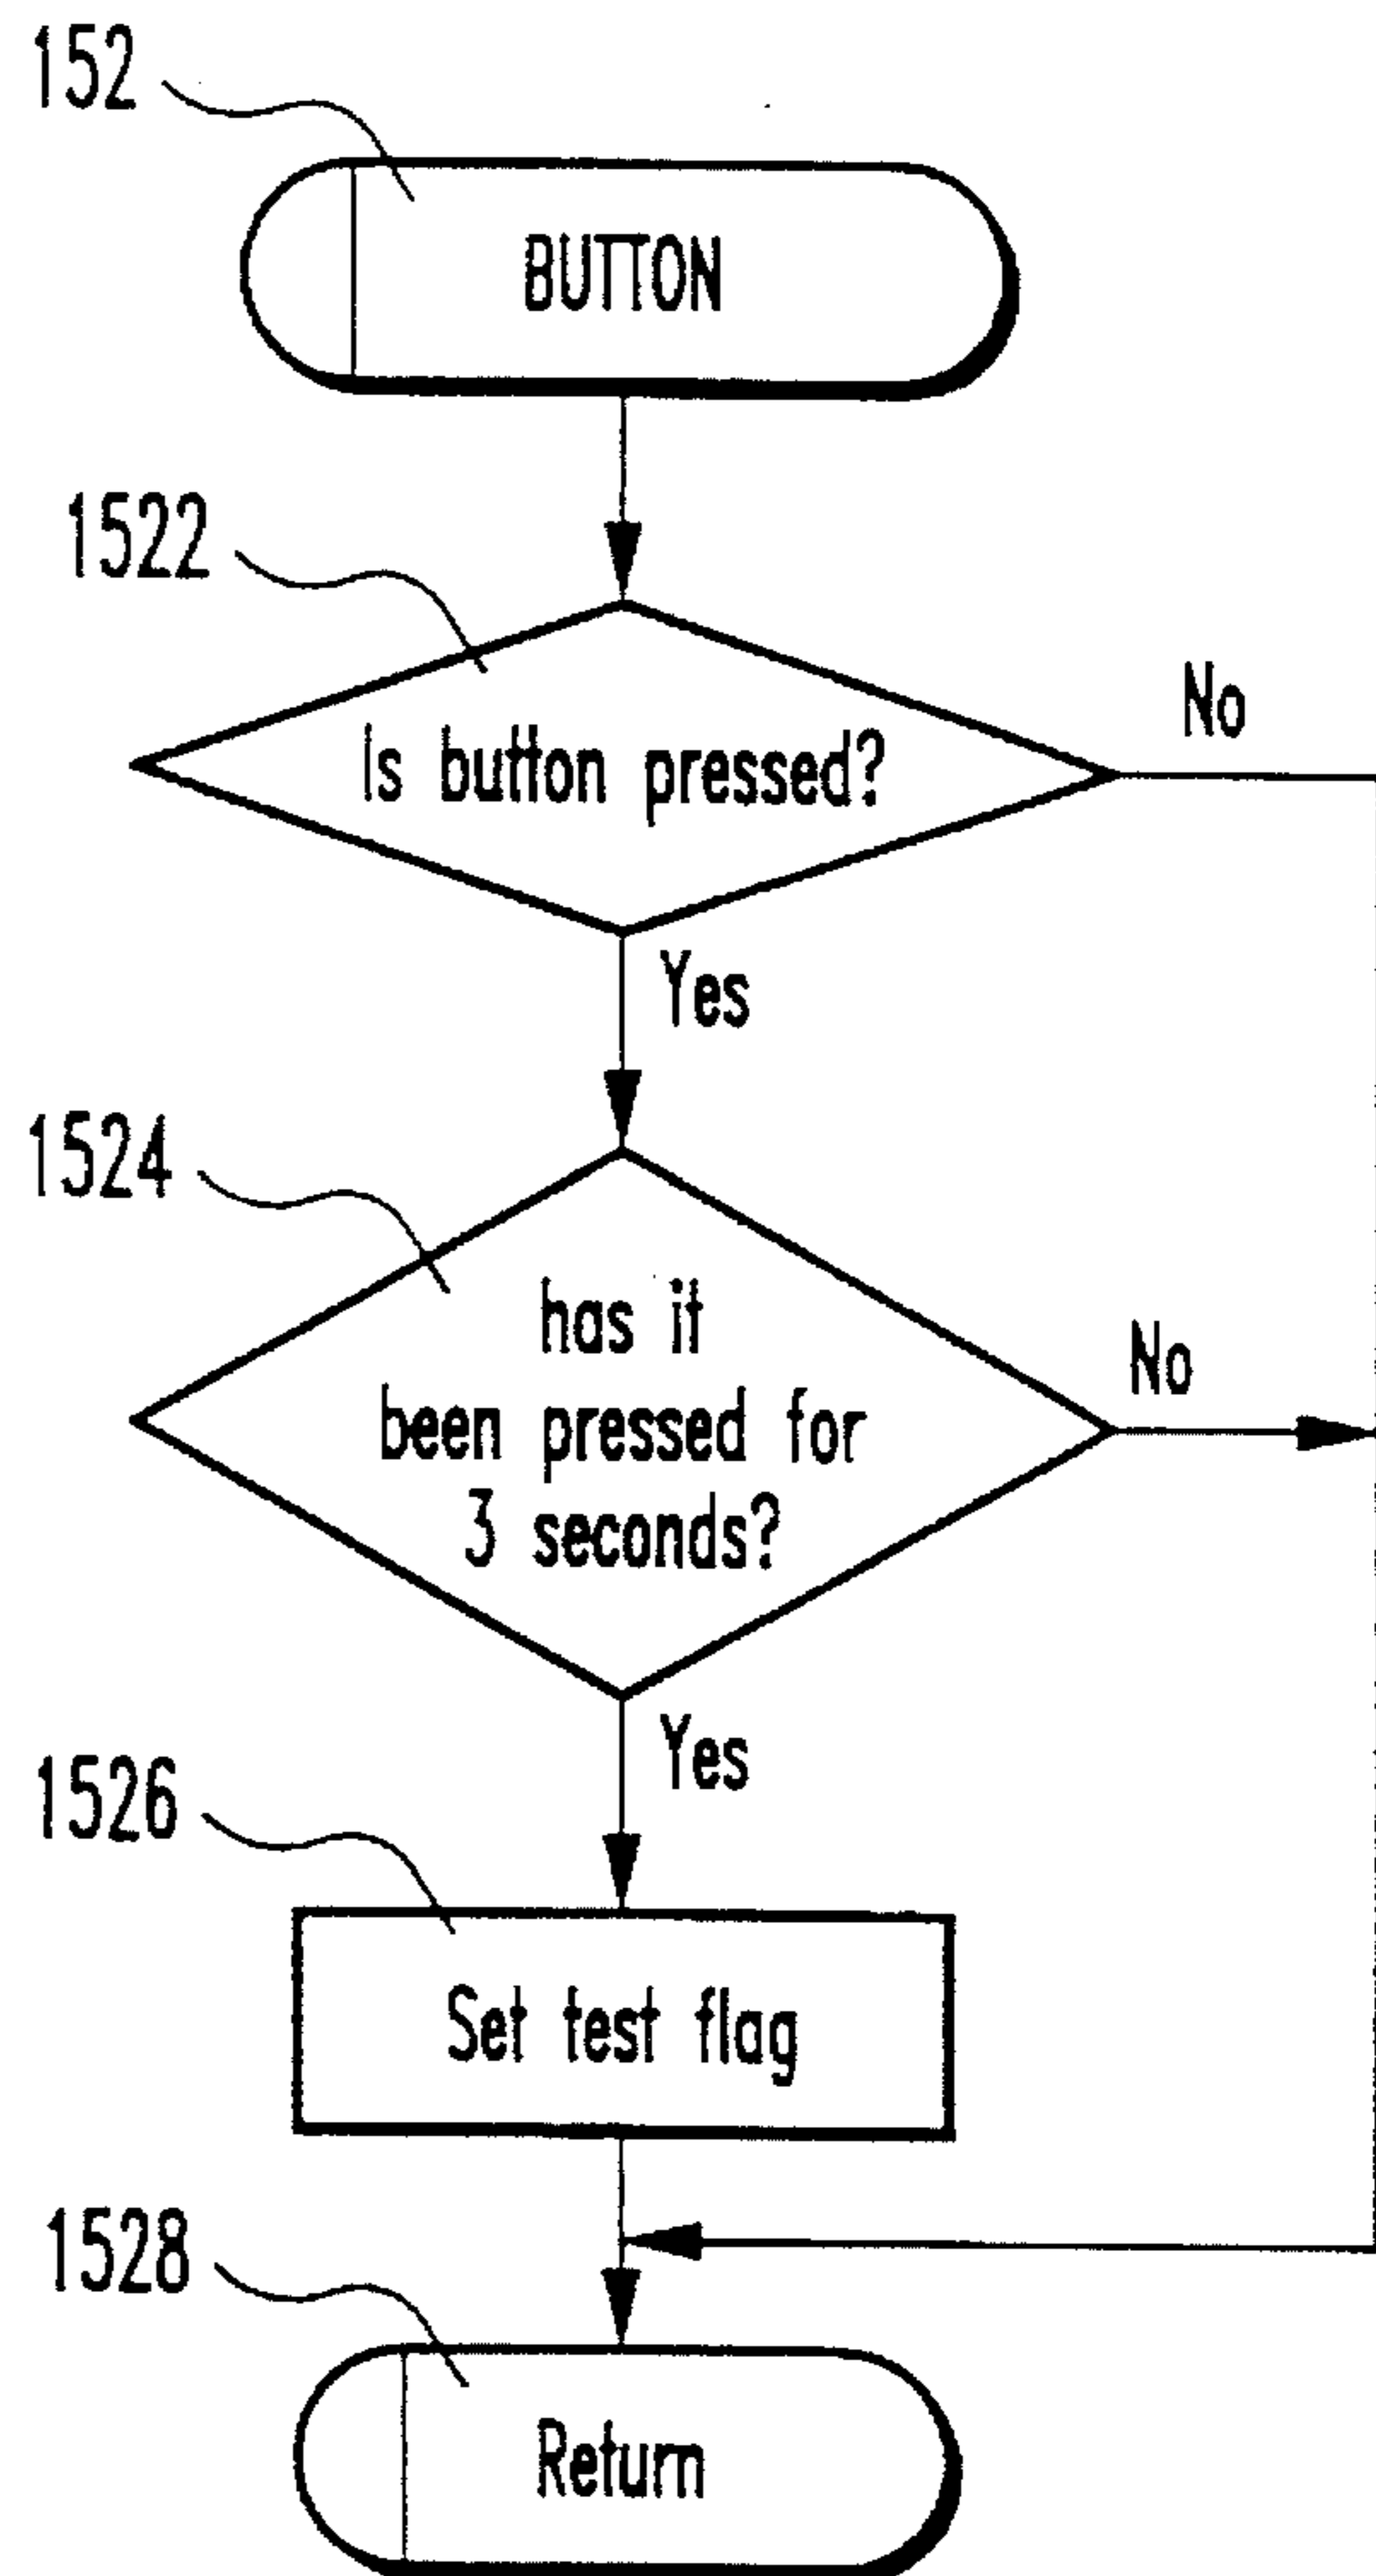 152
BUTTON
1522
Is button pressed?
No
Yes
1524
has it
been pressed for
3 seconds?
No
Yes
1526
Set test flag
1528
Return